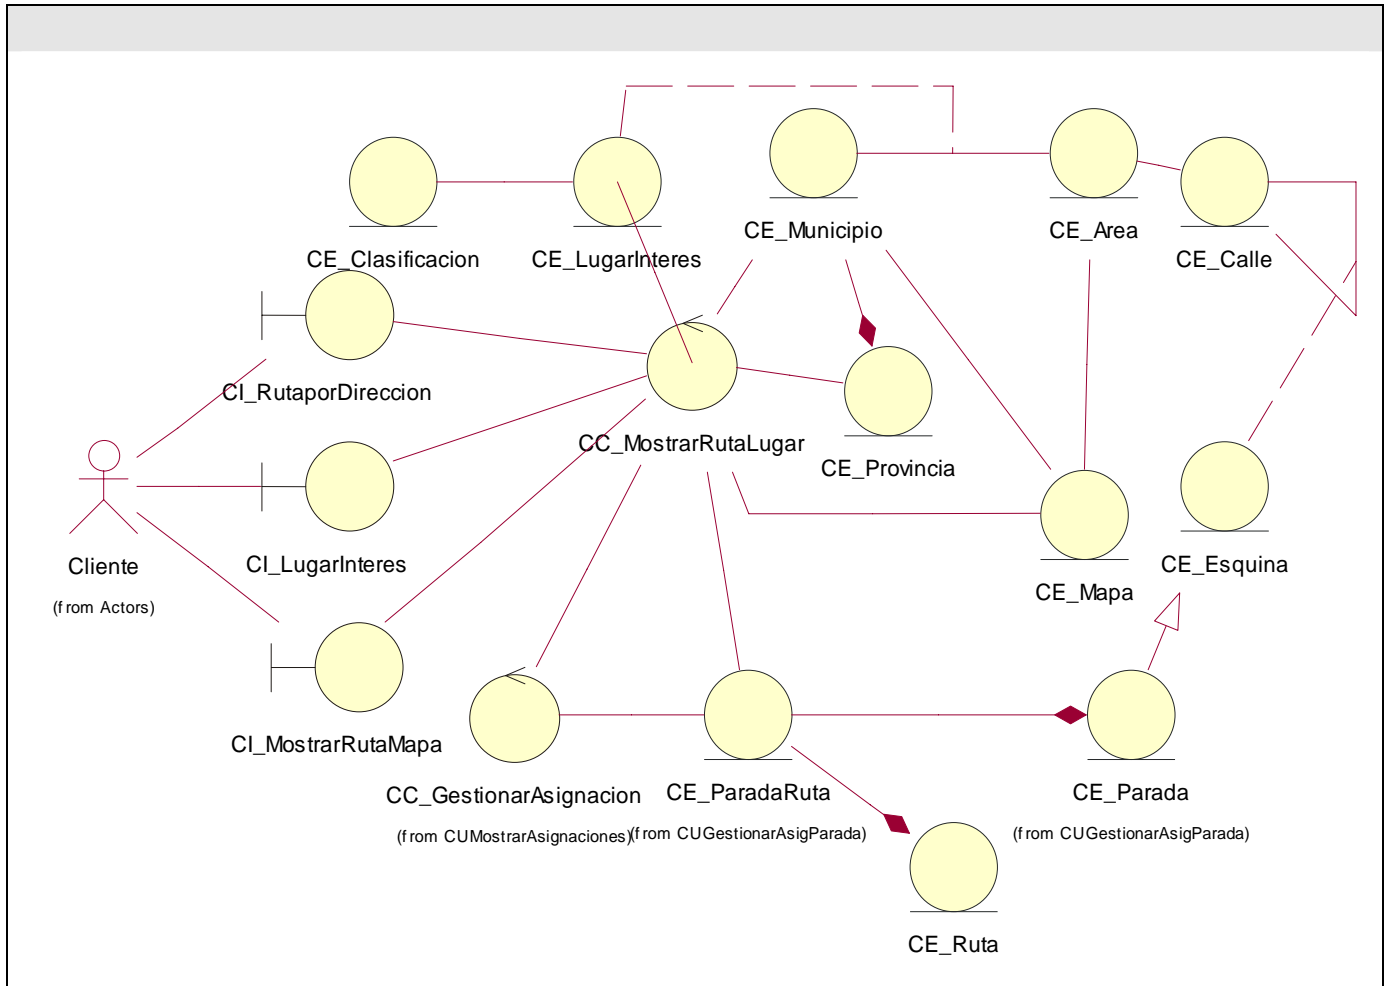 CE_Municipio
CE_Area
CE_Clasificacion
CE_LugarInteres
CE_Calle
CI_RutaporDireccion
CC_MostrarRutaLugar
CE_Provincia
Cliente
(from Actors)
CI_LugarInteres
CE_Mapa
CE_Esquina
CI_MostrarRutaMapa
CC_GestionarAsignacion
(from CUMostrarAsignaciones)
CE_ParadaRuta
(from CUGestionarAsigParada)
CE_Parada
(from CUGestionarAsigParada)
CE_Ruta